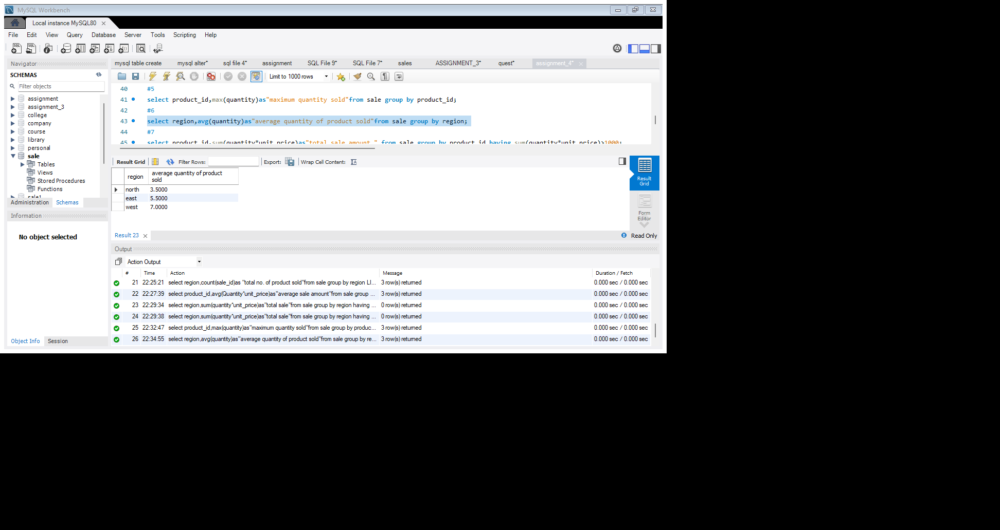 MySQL Workbench
Local instance MySQL80
File Edit View Query Database Server Tools Scripting Help
Navigator
SCHEMAS
Filter objects
assignment
assignment_3
college
company
course
library
personal
sale
Tables
Views
Stored Procedures
Functions
sale1
Administration Schemas
Information
No object selected
Object Info Session
mysql table create mysql alter* sql file 4* assignment SQL File 9* SQL File 7* sales ASSIGNMENT_3* quest* assignment_4*
Limit to 1000 rows
40 #5
41 select product_id,max(quantity)as"maximum quantity sold"from sale group by product_id;
42 #6
43 select region,avg(quantity)as"average quantity of product sold"from sale group by region;
44 #7
45 select product_id,sum(quantity*unit_price)as"total sale amount " from sale group by product_id having sum(quantity*unit_price)>1000;
Result Grid Filter Rows: Export: Wrap Cell Content:
region average quantity of product sold
north 3.5000
east 5.5000
west 7.0000
Result Grid
Form Editor
Result 23
Read Only
Output
Action Output
# Time Action Message Duration / Fetch
21 22:25:21 select region,count(sale_id)as "total no. of product sold"from sale group by region LI... 3 row(s) returned 0.000 sec / 0.000 sec
22 22:27:39 select product_id,avg(Quantity*unit_price)as"average sale amount"from sale group ... 3 row(s) returned 0.000 sec / 0.000 sec
23 22:29:34 select region,sum(quantity*unit_price)as"total sale"from sale group by region having ... 0 row(s) returned 0.000 sec / 0.000 sec
24 22:29:38 select region,sum(quantity*unit_price)as"total sale"from sale group by region having ... 0 row(s) returned 0.000 sec / 0.000 sec
25 22:32:47 select product_id,max(quantity)as"maximum quantity sold"from sale group by produc... 3 row(s) returned 0.000 sec / 0.000 sec
26 22:34:55 select region,avg(quantity)as"average quantity of product sold"from sale group by re... 3 row(s) returned 0.000 sec / 0.000 sec